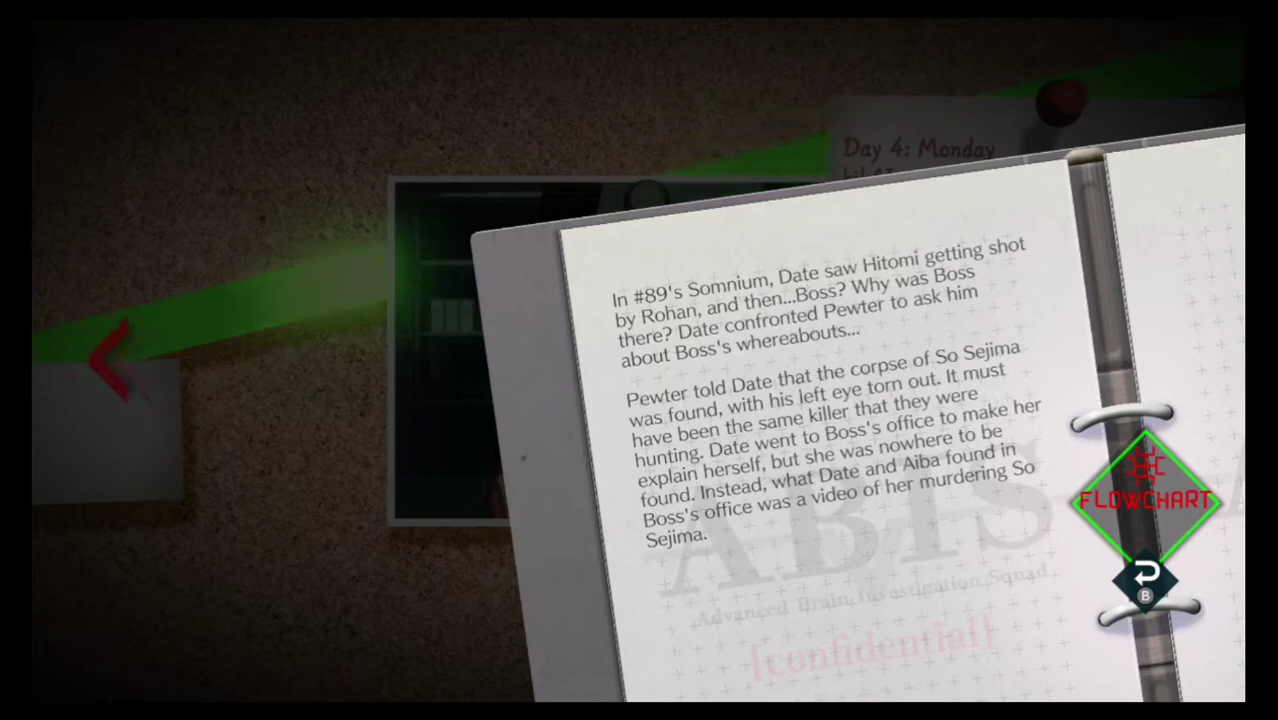 Day 4: Monday
In #89's Somnium, Date saw Hitomi getting shot
by Rohan, and then...Boss? Why was Boss
there? Date confronted Pewter to ask him
about Boss's whereabouts...
Pewter told Date that the corpse of So Sejima
was found, with his left eye torn out. It must
have been the same killer that they were
hunting. Date went to Boss's office to make her
explain herself, but she was nowhere to be
found. Instead, what Date and Aiba found in
Boss's office was a video of her murdering So
Sejima.
ABIS
Advanced Brain Investigation Squad
[confidential]
FLOWCHART
B